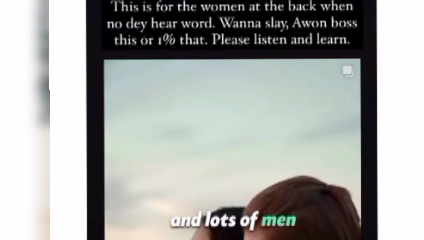 This is for the women at the back when
no dey hear word. Wanna slay, Awon boss
this or 1% that. Please listen and learn.
and lots of men